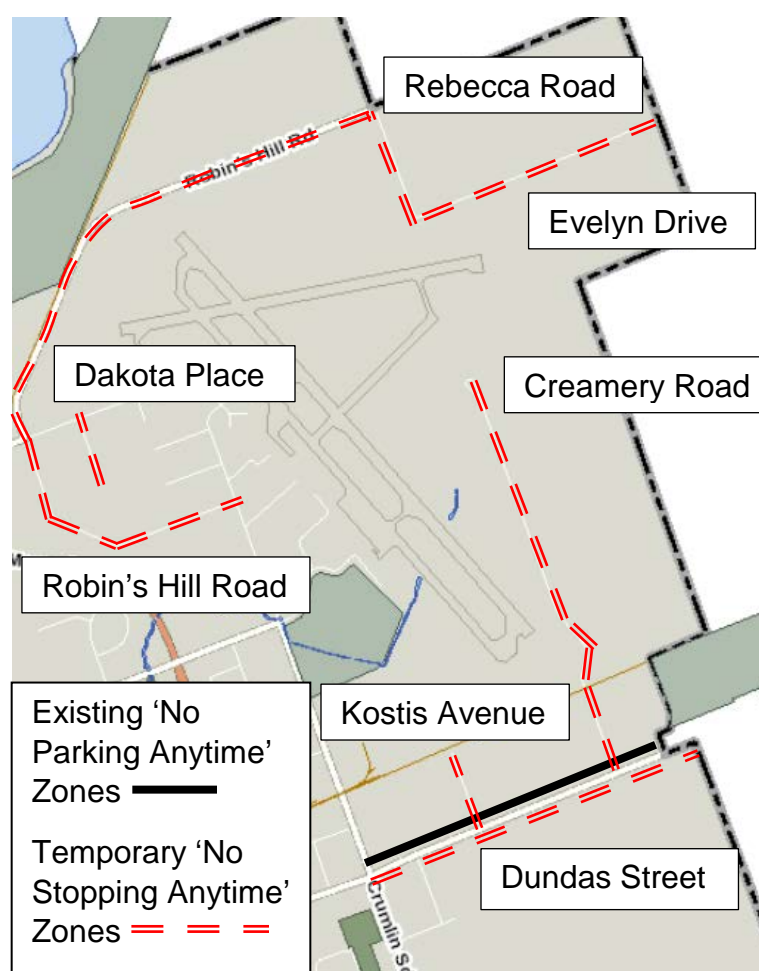 Rebecca Road
Robin's Hill Rd
Evelyn Drive
Dakota Place
Creamery Road
Robin’s Hill Road
Kostis Avenue
Existing ‘No
Parking Anytime’
Zones
Temporary ‘No
Stopping Anytime’
Zones
Dundas Street
Crumlin